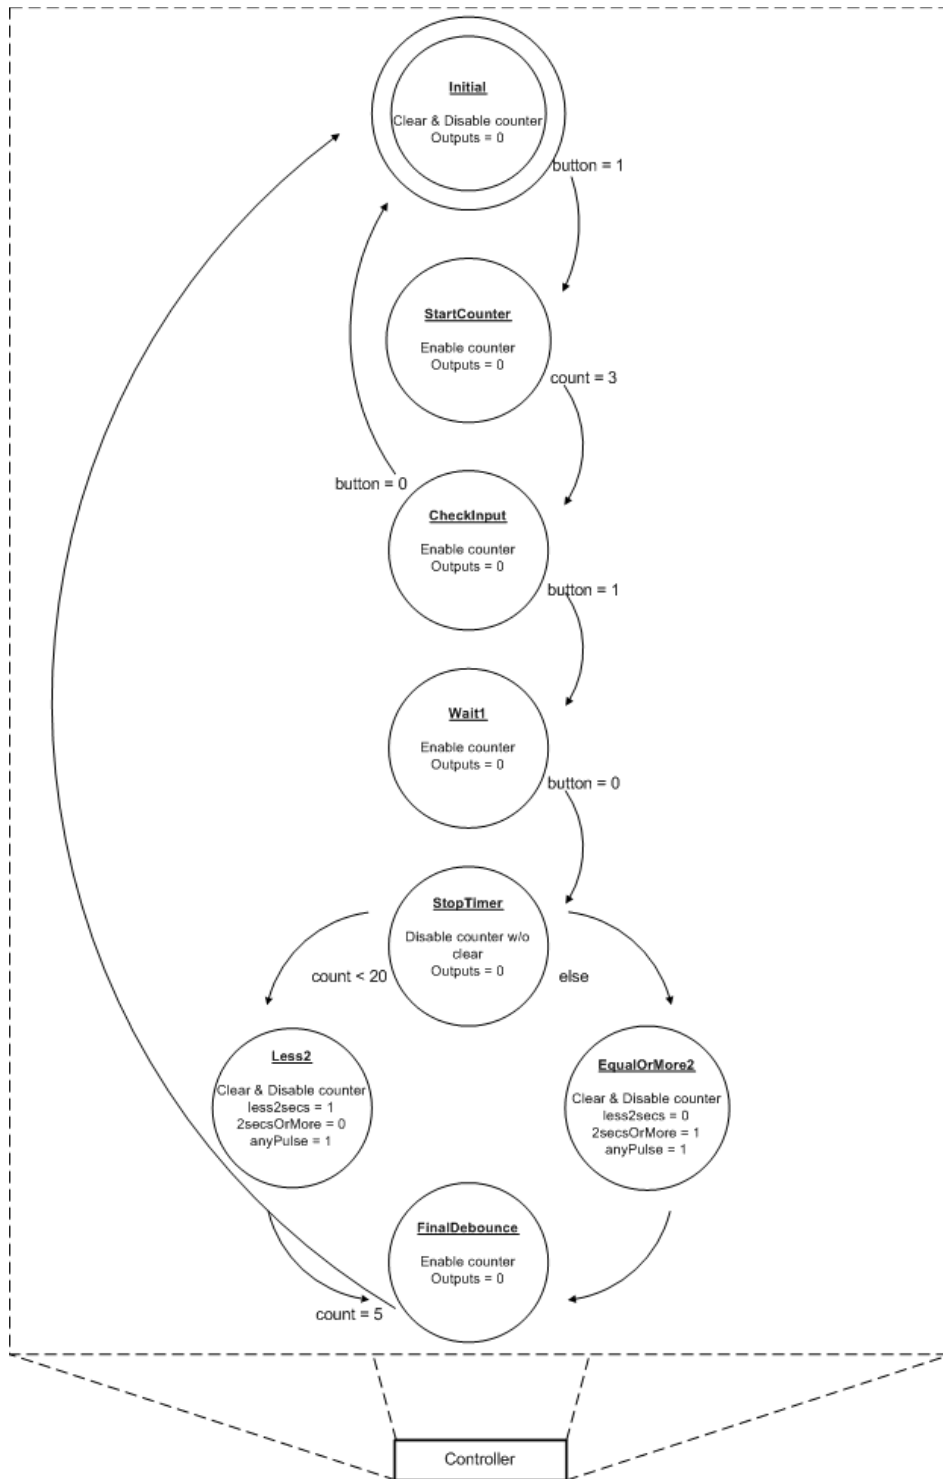 Initial
Clear & Disable counter
Outputs = 0
button = 1
StartCounter
Enable counter
Outputs = 0
count = 3
button = 0
CheckInput
Enable counter
Outputs = 0
button = 1
Wait1
Enable counter
Outputs = 0
button = 0
StopTimer
Disable counter w/o
clear
Outputs = 0
count < 20
else
Less2
Clear & Disable counter
less2secs = 1
2secsOrMore = 0
anyPulse = 1
EqualOrMore2
Clear & Disable counter
less2secs = 0
2secsOrMore = 1
anyPulse = 1
FinalDebounce
Enable counter
Outputs = 0
count = 5
Controller